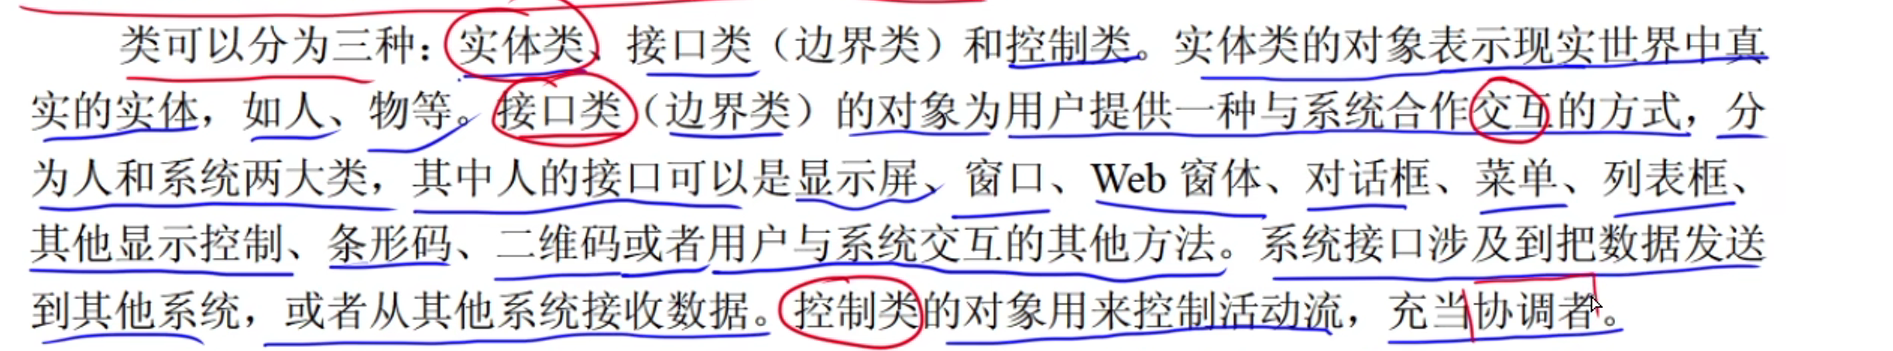 类可以分为三种：实体类、接口类（边界类）和控制类。实体类的对象表示现实世界中真
实的实体，如人、物等。接口类（边界类）的对象为用户提供一种与系统合作交互的方式，分
为人和系统两大类，其中人的接口可以是显示屏、窗口、Web 窗体、对话框、菜单、列表框、
其他显示控制、条形码、二维码或者用户与系统交互的其他方法。系统接口涉及到把数据发送
到其他系统，或者从其他系统接收数据。控制类的对象用来控制活动流，充当协调者。